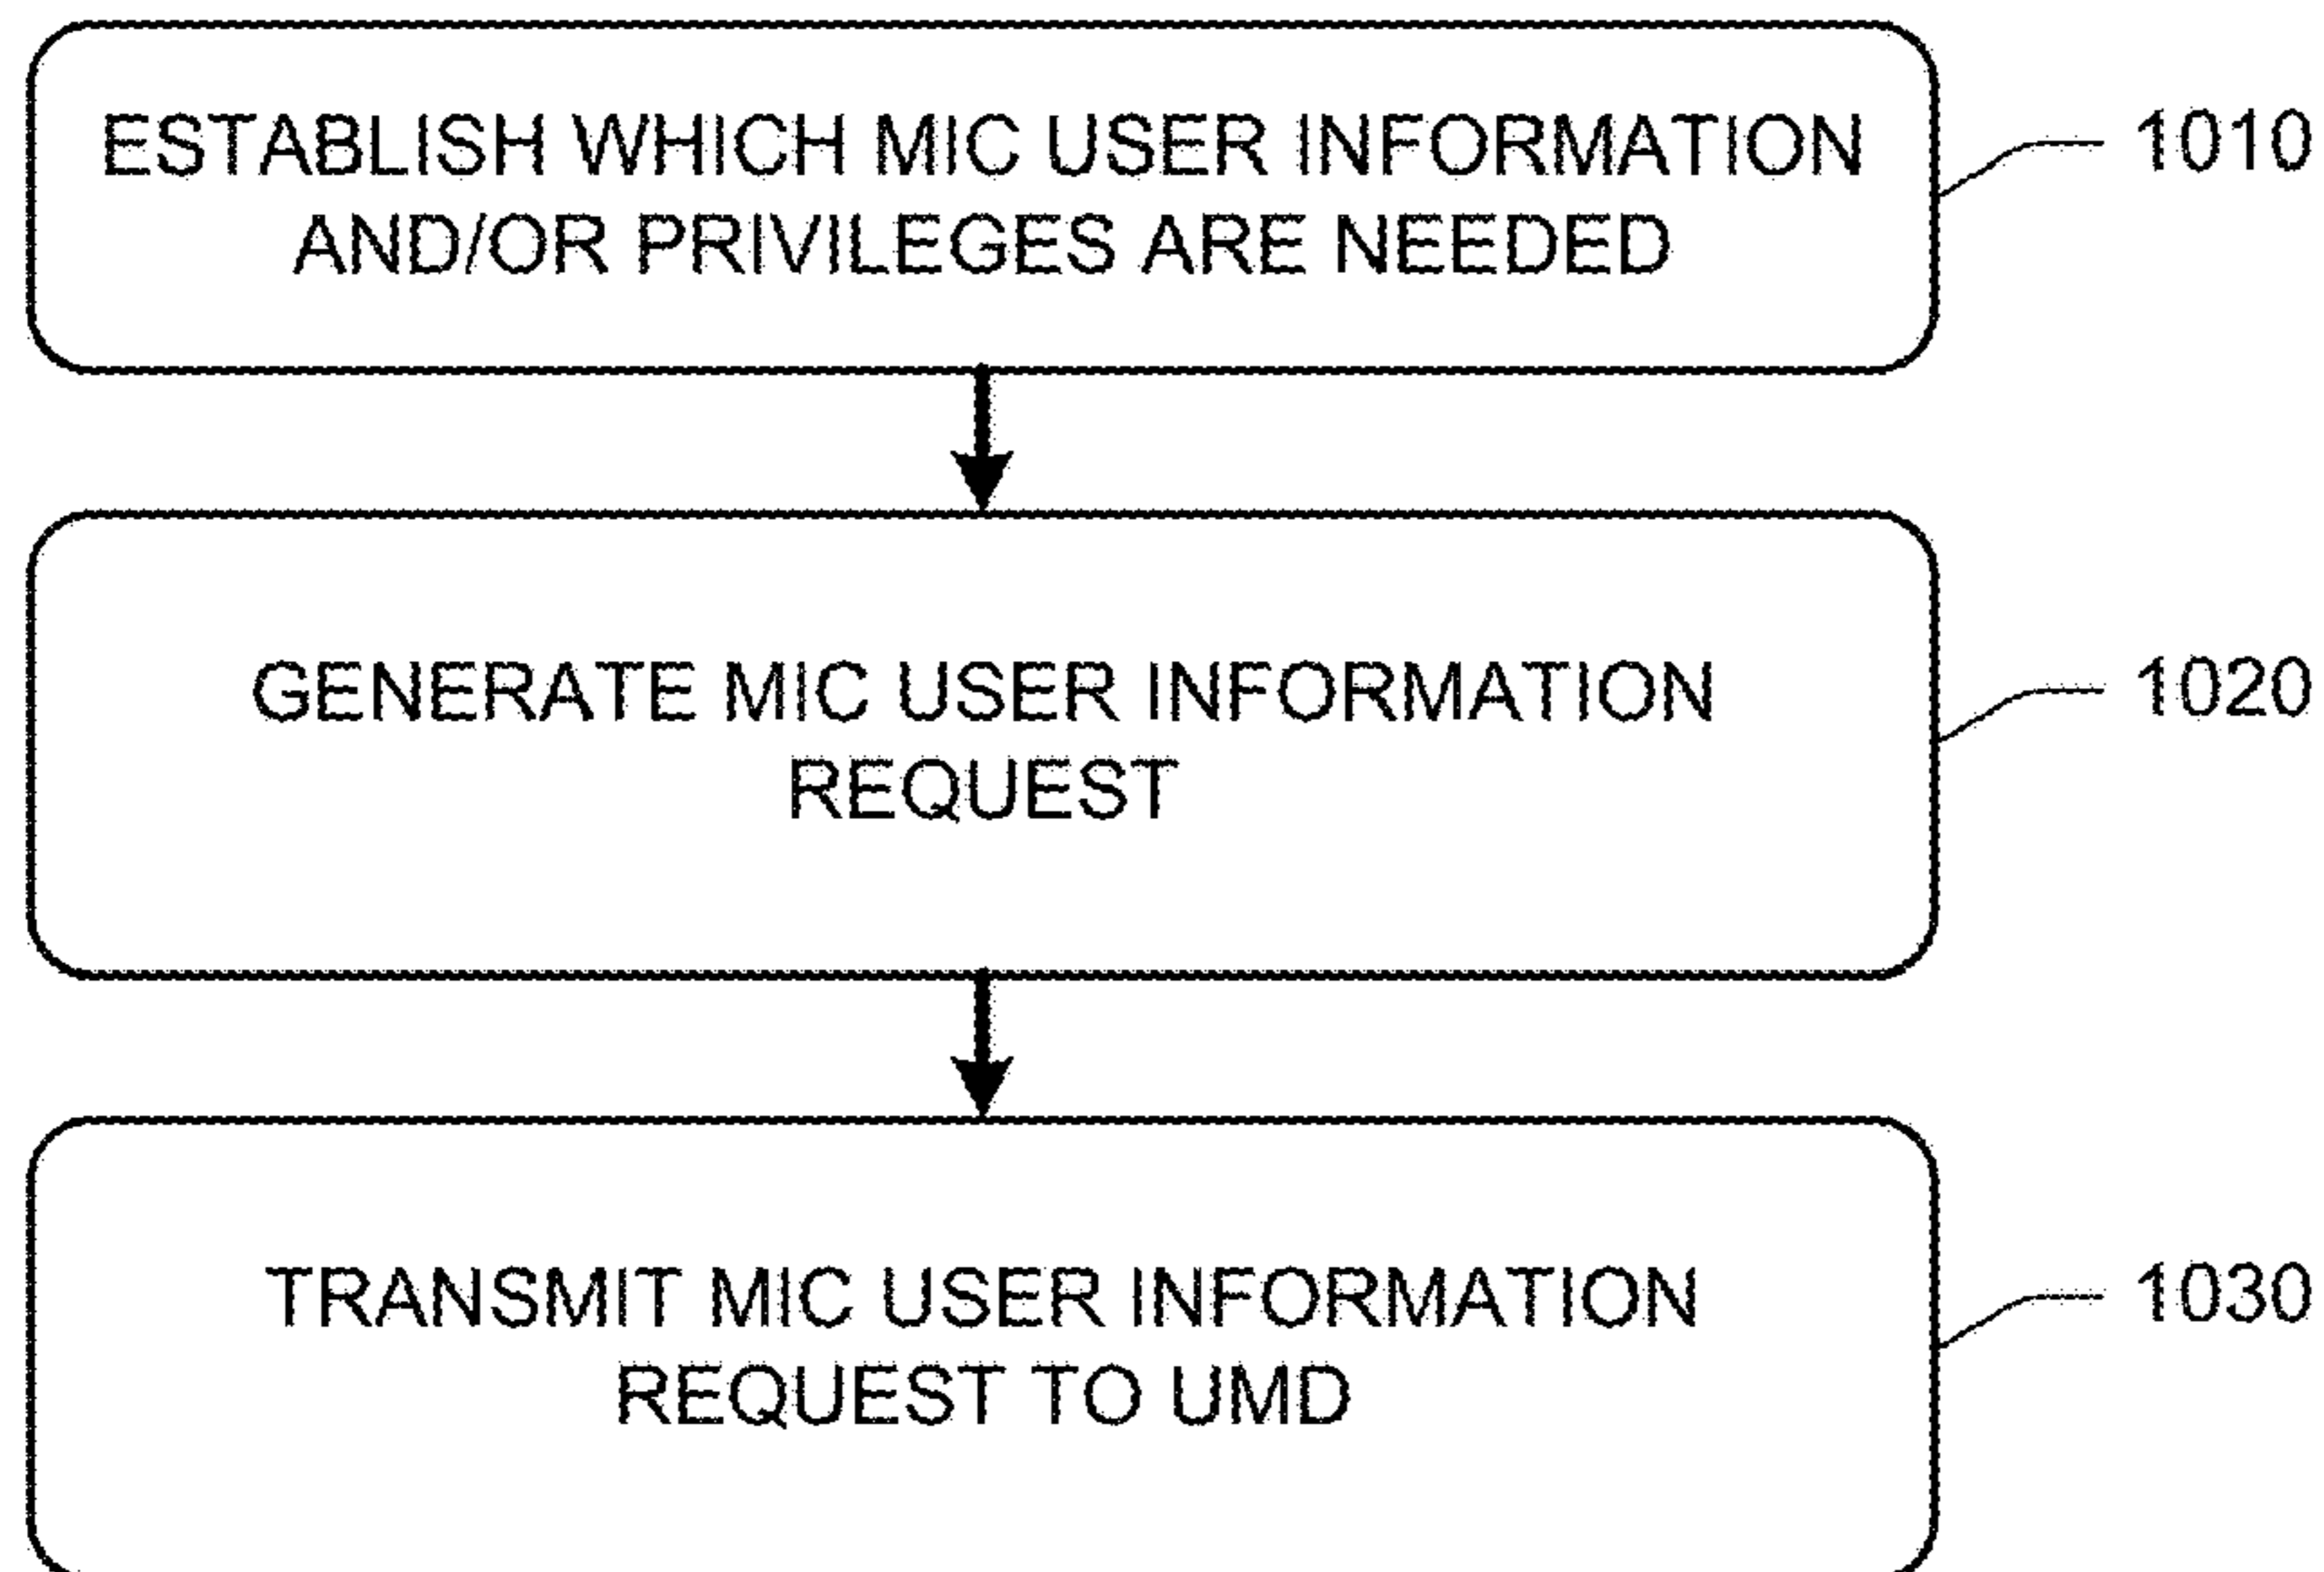 ESTABLISH WHICH MIC USER INFORMATION
AND/OR PRIVILEGES ARE NEEDED
1010
GENERATE MIC USER INFORMATION
REQUEST
1020
TRANSMIT MIC USER INFORMATION
REQUEST TO UMD
1030